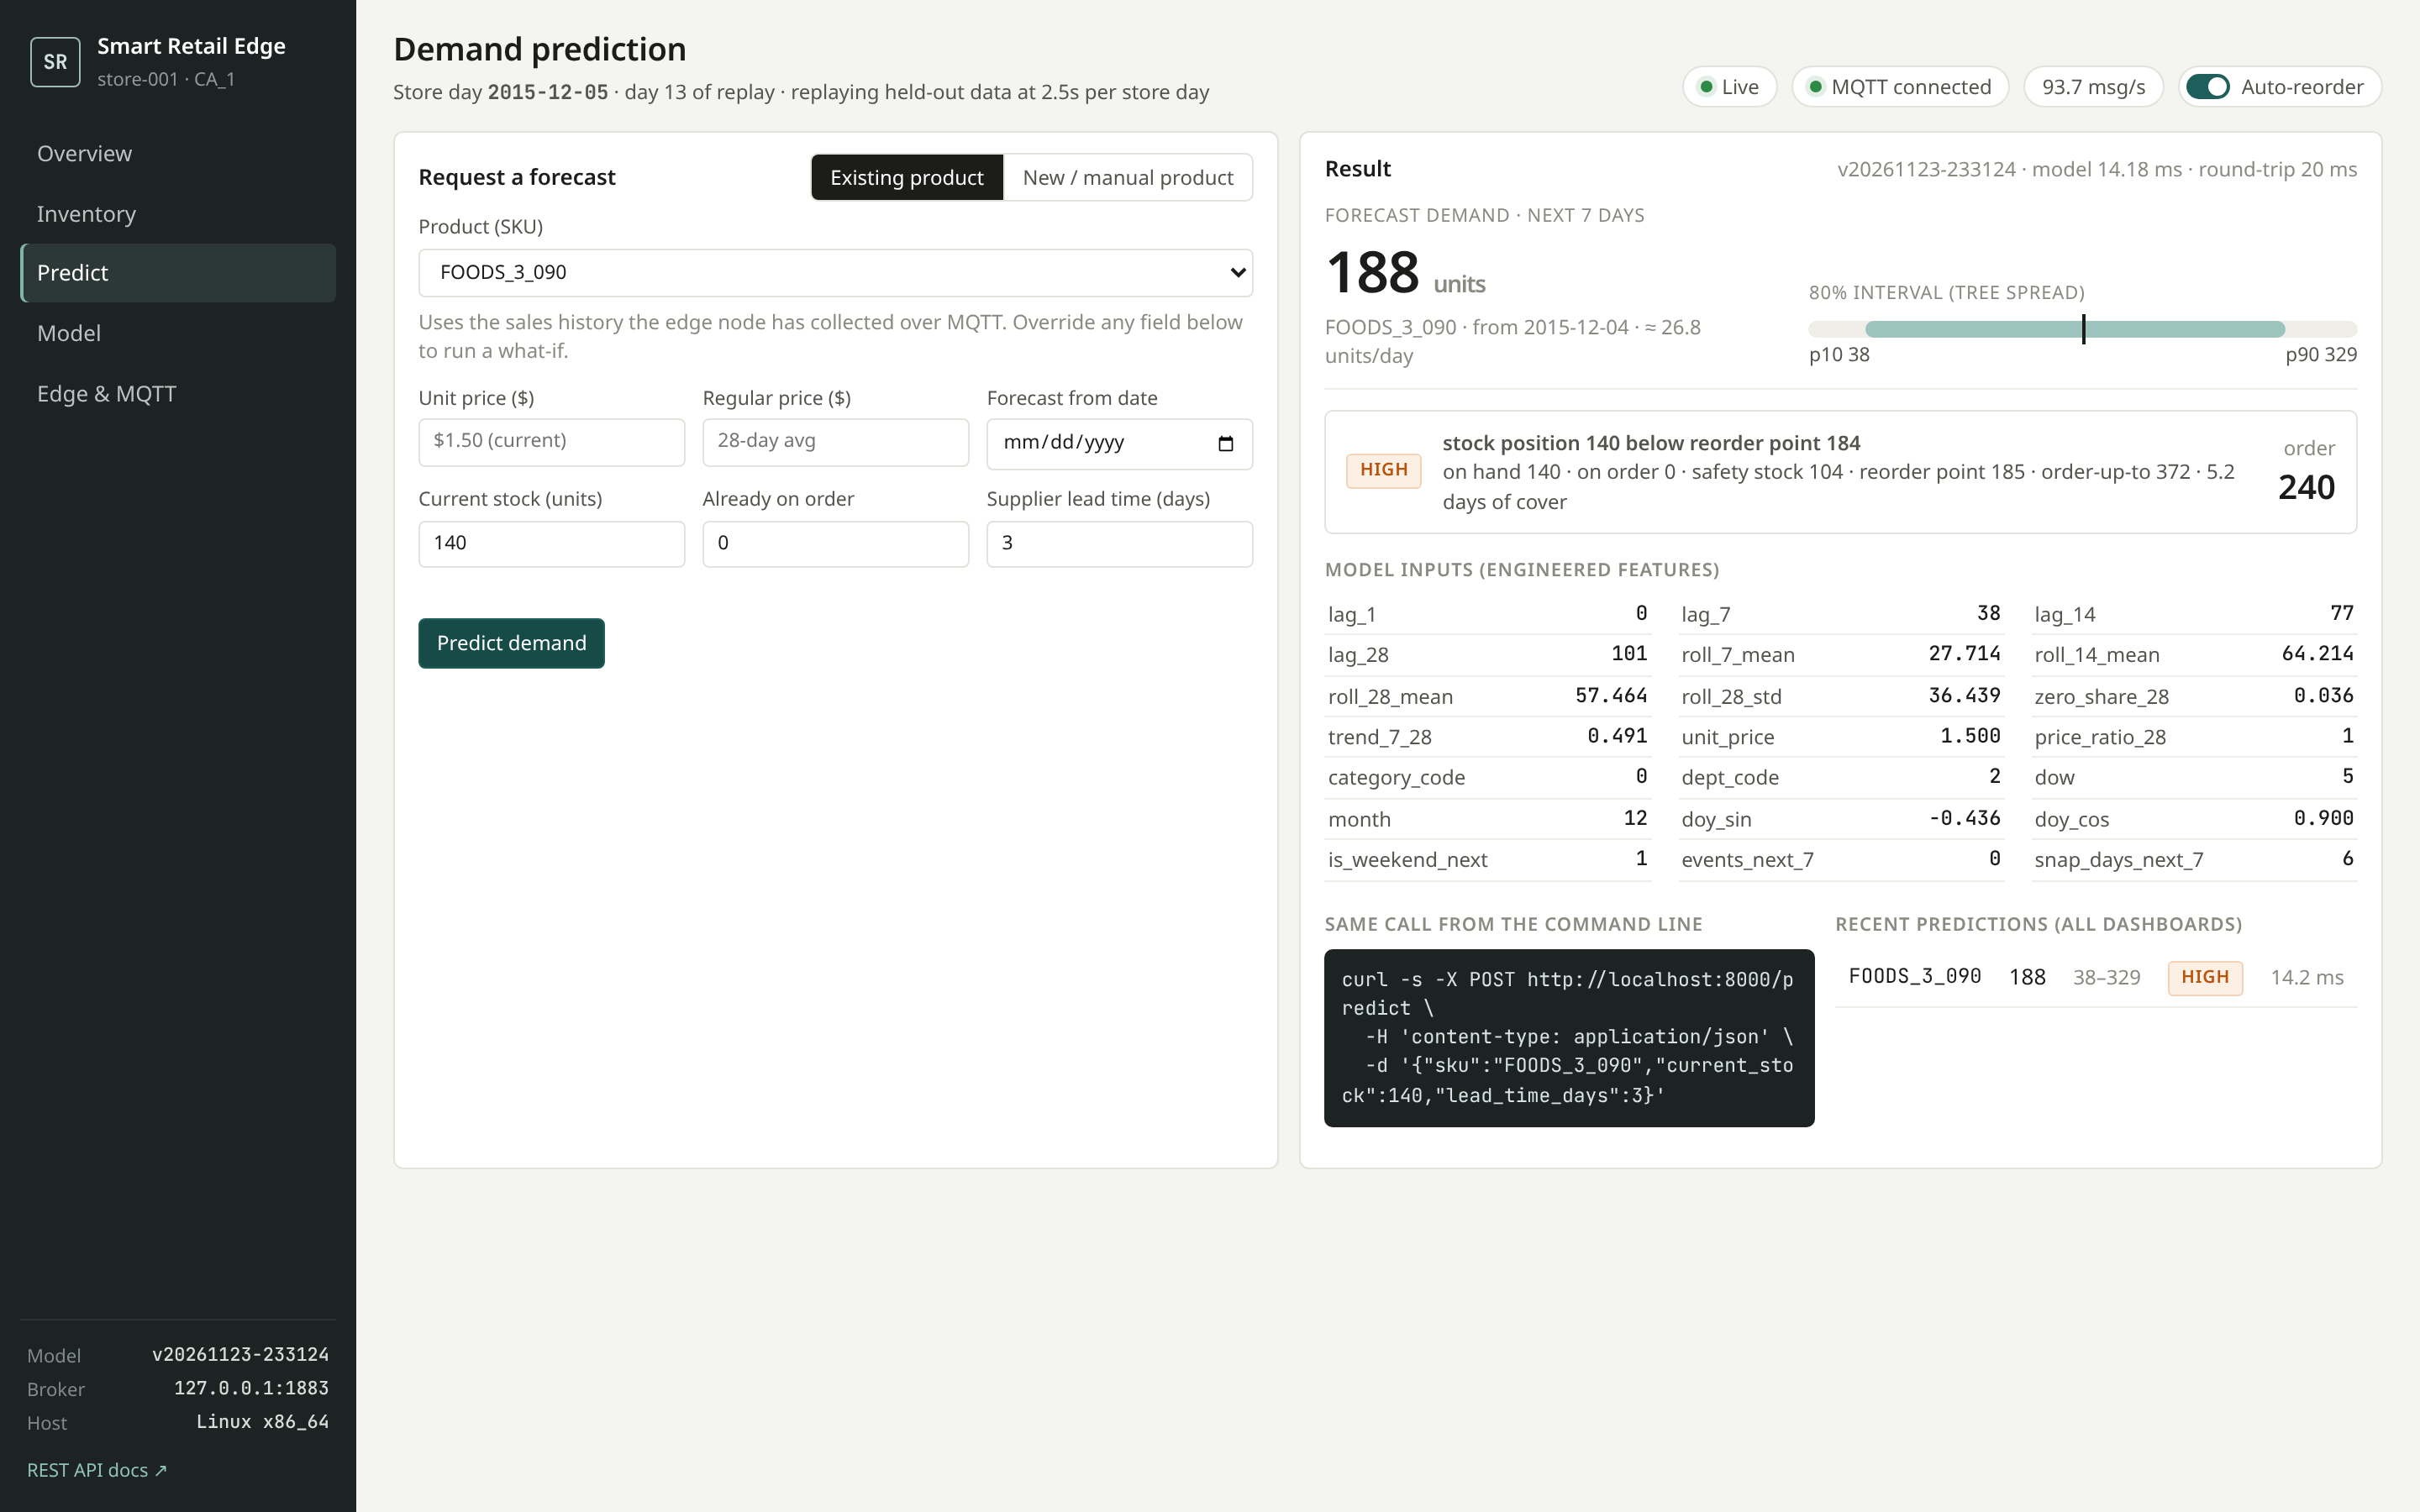 SR
Smart Retail Edge
store-001 · CA_1
Overview
Inventory
Predict
Model
Edge & MQTT
Model v20261123-233124
Broker 127.0.0.1:1883
Host Linux x86_64
REST API docs ↗
Demand prediction
Store day 2015-12-05 · day 13 of replay · replaying held-out data at 2.5s per store day
Live
MQTT connected
93.7 msg/s
Auto-reorder
Request a forecast
Existing product
New / manual product
Product (SKU)
FOODS_3_090
Uses the sales history the edge node has collected over MQTT. Override any field below
to run a what-if.
Unit price ($) Regular price ($) Forecast from date
$1.50 (current) 28-day avg mm/dd/yyyy
Current stock (units) Already on order Supplier lead time (days)
140 0 3
Predict demand
Result
v20261123-233124 · model 14.18 ms · round-trip 20 ms
FORECAST DEMAND · NEXT 7 DAYS
188 units
FOODS_3_090 · from 2015-12-04 · ≈ 26.8
units/day
80% INTERVAL (TREE SPREAD)
p10 38 p90 329
HIGH
stock position 140 below reorder point 184
on hand 140 · on order 0 · safety stock 104 · reorder point 185 · order-up-to 372 · 5.2
days of cover
order
240
MODEL INPUTS (ENGINEERED FEATURES)
lag_1 0 lag_7 38 lag_14 77
lag_28 101 roll_7_mean 27.714 roll_14_mean 64.214
roll_28_mean 57.464 roll_28_std 36.439 zero_share_28 0.036
trend_7_28 0.491 unit_price 1.500 price_ratio_28 1
category_code 0 dept_code 2 dow 5
month 12 doy_sin -0.436 doy_cos 0.900
is_weekend_next 1 events_next_7 0 snap_days_next_7 6
SAME CALL FROM THE COMMAND LINE
curl -s -X POST http://localhost:8000/p
redict \
-H 'content-type: application/json' \
-d '{"sku":"FOODS_3_090","current_sto
ck":140,"lead_time_days":3}'
RECENT PREDICTIONS (ALL DASHBOARDS)
FOODS_3_090 188 38–329 HIGH 14.2 ms